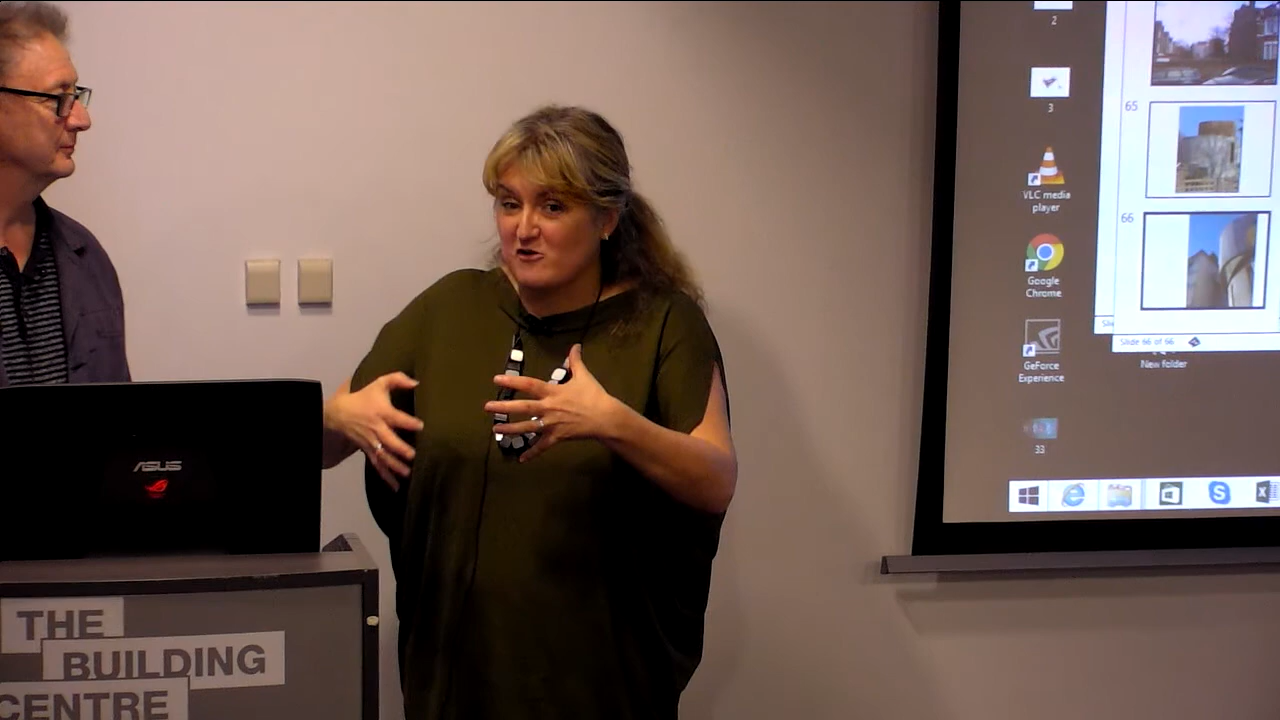 2
3
65
VLC media
player
66
Google
Chrome
Slide 66 of 66
New folder
GeForce
Experience
33
ASUS
THE
BUILDING
CENTRE